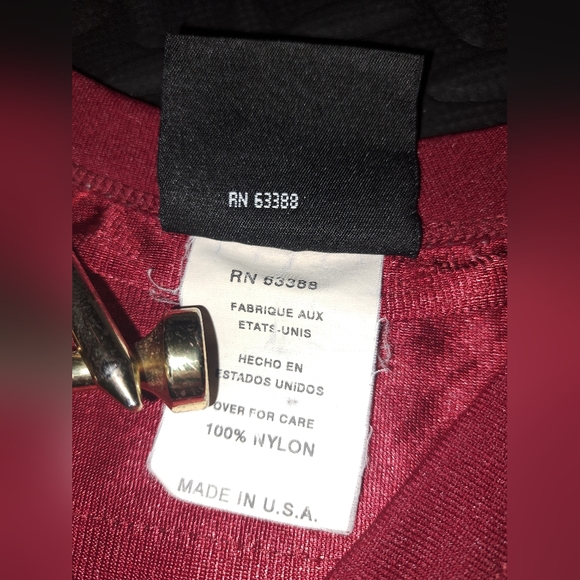 RN 63388
RN 63388
FABRIQUE AUX
ETATS-UNIS
HECHO EN
ESTADOS UNIDOS
OVER FOR CARE
100% NYLON
MADE IN U.S.A.